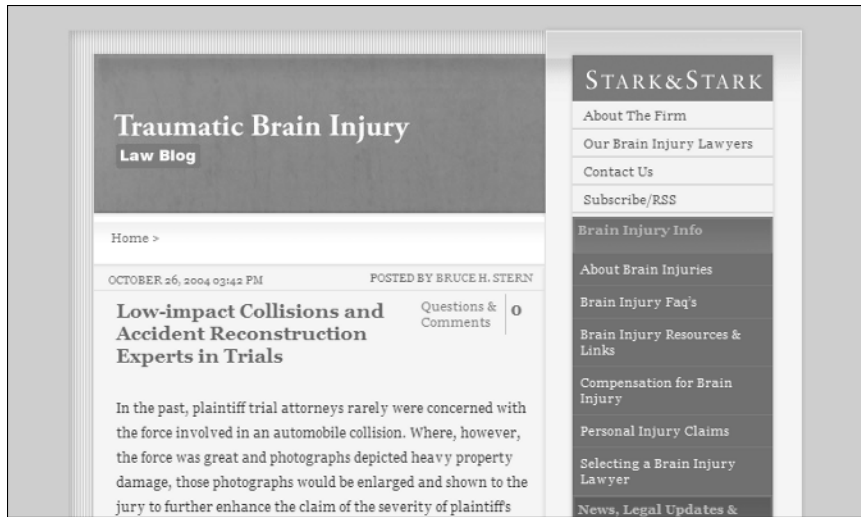 Traumatic Brain Injury
Law Blog
Home >
OCTOBER 26, 2004 03:42 PM
POSTED BY BRUCE H. STERN
Low-impact Collisions and
Accident Reconstruction
Experts in Trials
Questions &
Comments
0
In the past, plaintiff trial attorneys rarely were concerned with
the force involved in an automobile collision. Where, however,
the force was great and photographs depicted heavy property
damage, those photographs would be enlarged and shown to the
jury to further enhance the claim of the severity of plaintiff's
STARK&STARK
About The Firm
Our Brain Injury Lawyers
Contact Us
Subscribe/RSS
Brain Injury Info
About Brain Injuries
Brain Injury Faq's
Brain Injury Resources &
Links
Compensation for Brain
Injury
Personal Injury Claims
Selecting a Brain Injury
Lawyer
News, Legal Updates &